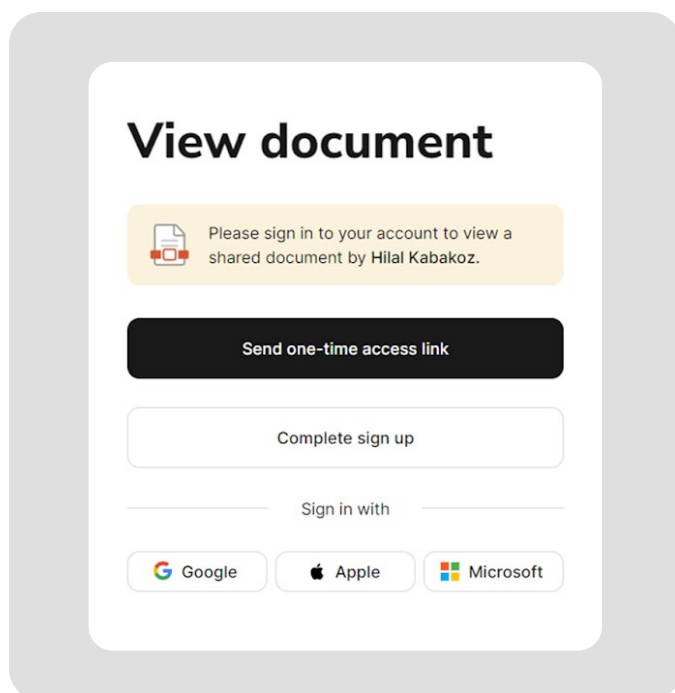 View document
Please sign in to your account to view a
shared document by Hilal Kabakoz.
Send one-time access link
Complete sign up
Sign in with
Google
Apple
Microsoft